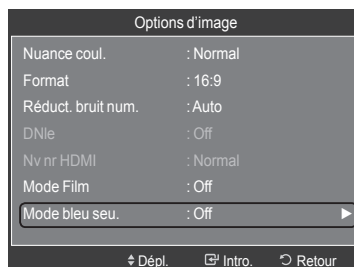 Options d'image
Nuance coul. : Normal
Format : 16:9
Réduct. bruit num. : Auto
DNIe : Off
Nv nr HDMI : Normal
Mode Film : Off
Mode bleu seu. : Off
Dépl. Intro. Retour